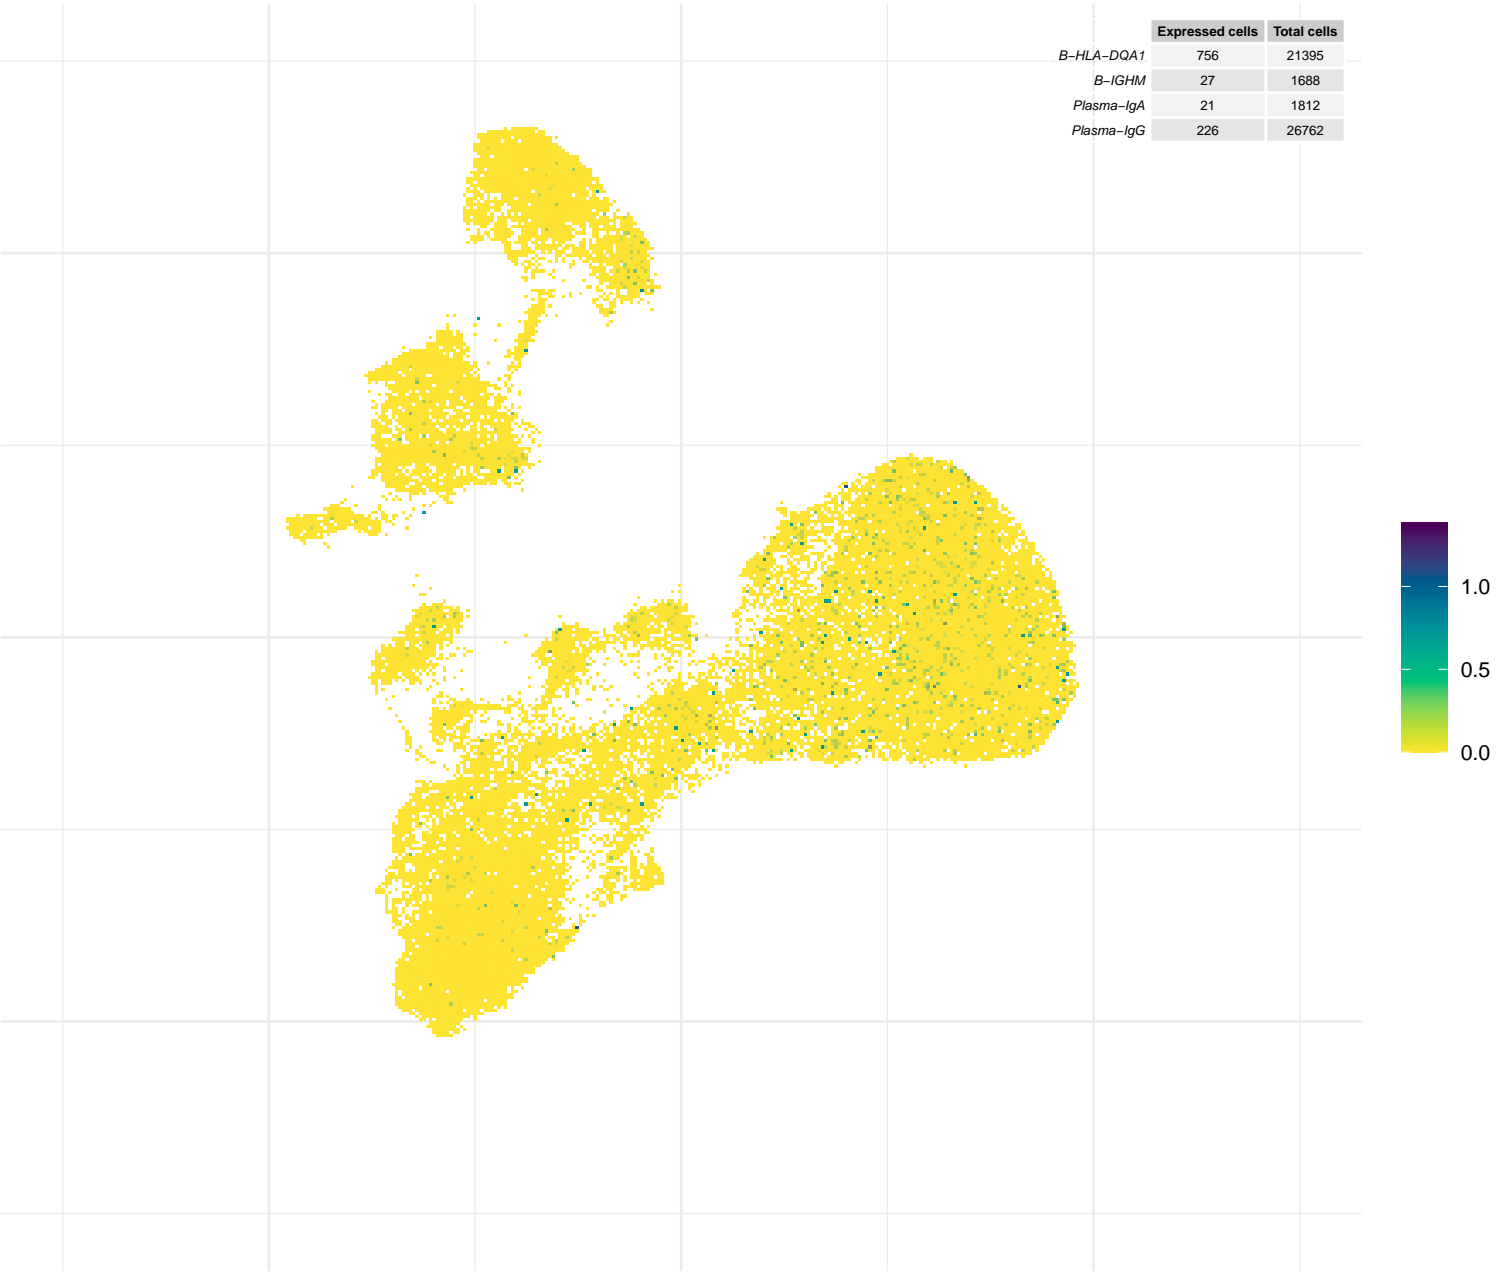 Expressed cells Total cells
B−HLA−DQA1 756 21395
B−IGHM 27 1688
Plasma−IgA 21 1812
Plasma−IgG 226 26762
1.0
0.5
0.0